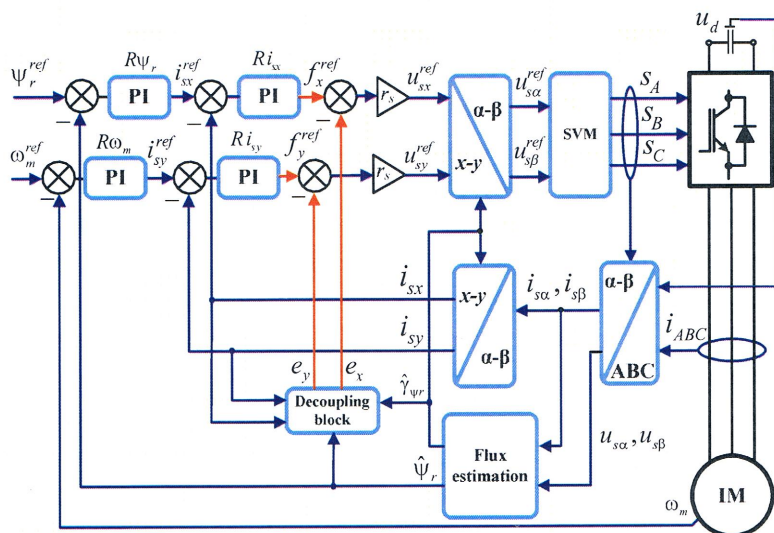 u_d
Ψ_r^ref
Rψ_r
PI
i_sx^ref
Ri_sx
PI
f_x^ref
r_s
u_sx^ref
α-β
x-y
u_sα^ref
SVM
s_A
s_B
s_C
ω_m^ref
Rω_m
PI
i_sy^ref
Ri_sy
PI
f_y^ref
r_s
u_sy^ref
u_sβ^ref
i_sx
x-y
α-β
i_sα, i_sβ
α-β
ABC
i_ABC
i_sy
e_y
e_x
γ̂_ψr
Decoupling
block
Flux
estimation
u_sα, u_sβ
Ψ̂_r
IM
ω_m